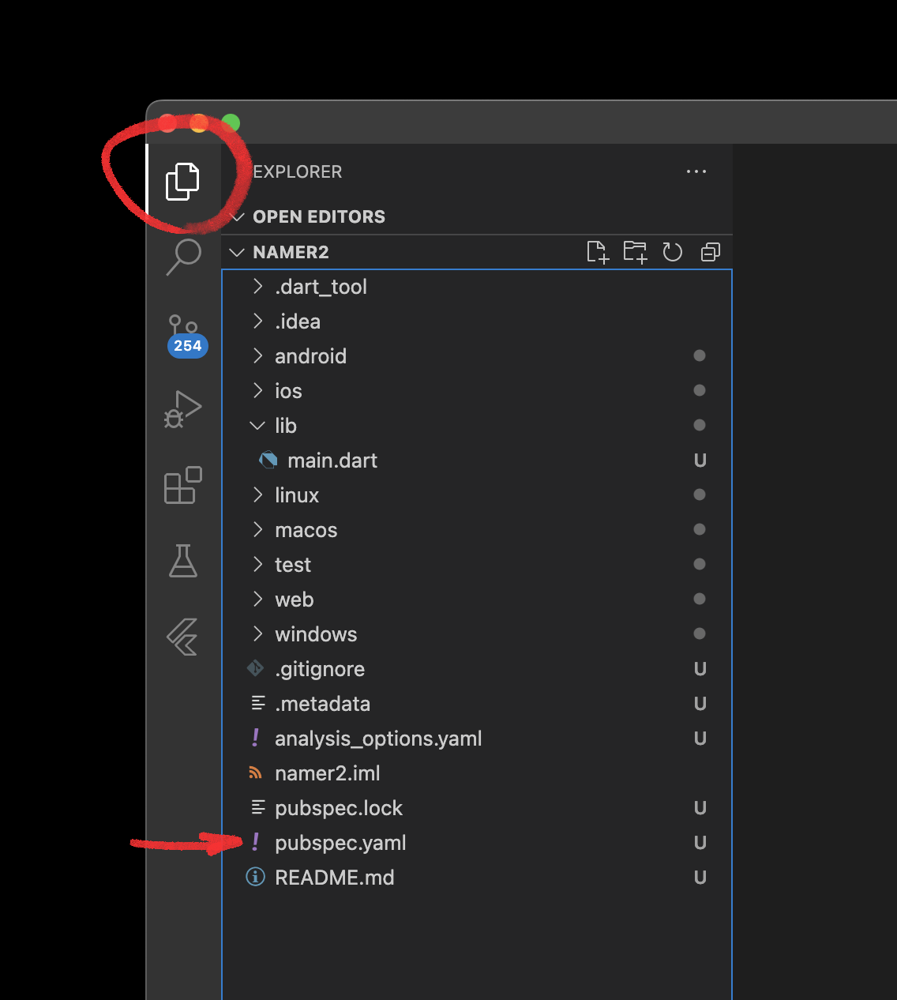 EXPLORER
OPEN EDITORS
NAMER2
.dart_tool
.idea
android
ios
lib
main.dart U
linux
macos
test
web
windows
.gitignore U
.metadata U
analysis_options.yaml U
namer2.iml
pubspec.lock U
pubspec.yaml U
README.md U
254